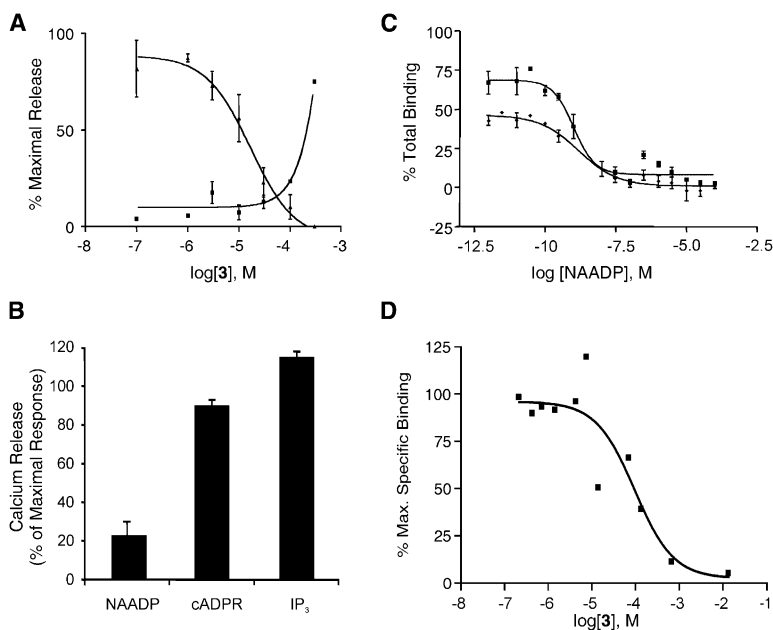 A
% Maximal Release
100
50
0
-8 -7 -6 -5 -4 -3
log[3], M
B
Calcium Release
(% of Maximal Response)
120
100
80
60
40
20
0
NAADP cADPR IP₃
C
% Total Binding
100
75
50
25
0
-25
-12.5 -10.0 -7.5 -5.0 -2.5
log [NAADP], M
D
% Max. Specific Binding
125
100
75
50
25
0
-8 -7 -6 -5 -4 -3 -2 -1
log[3], M